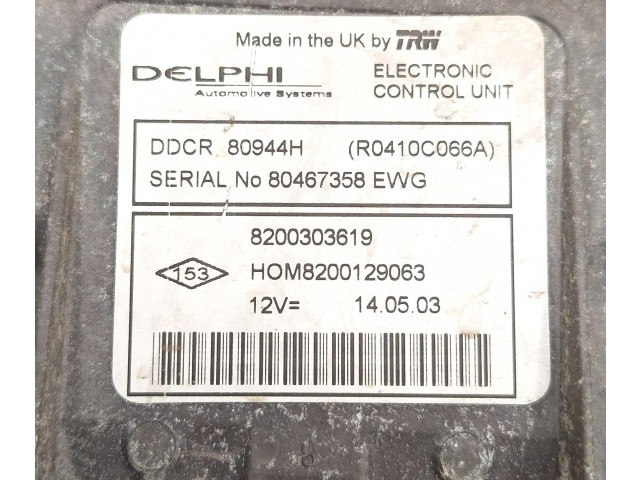 Made in the UK by TRW
DELPHI
Automotive Systems
ELECTRONIC
CONTROL UNIT
DDCR 80944H (R0410C066A)
SERIAL No 80467358 EWG
8200303619
153 HOM8200129063
12V= 14.05.03